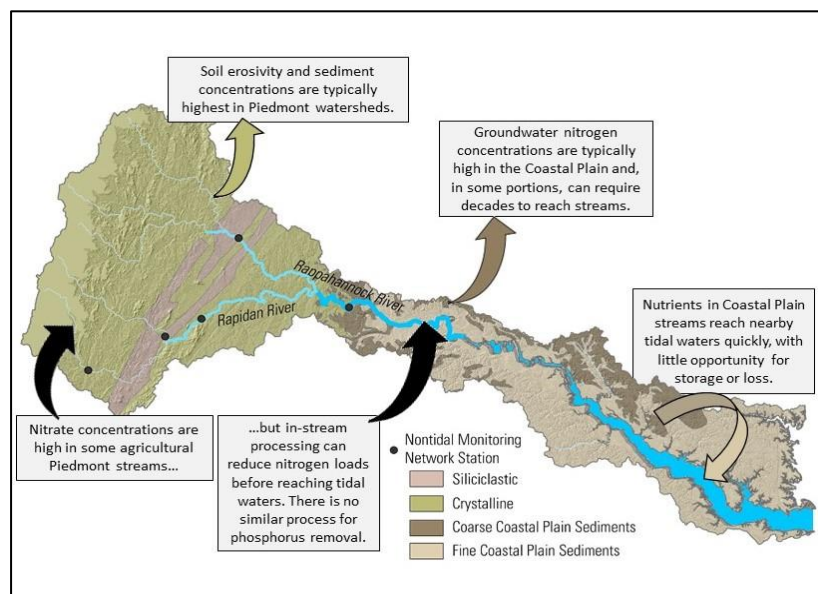 Soil erosivity and sediment
concentrations are typically
highest in Piedmont watersheds.
Groundwater nitrogen
concentrations are typically
high in the Coastal Plain and,
in some portions, can require
decades to reach streams.
Rappahannock River
Rapidan River
Nutrients in Coastal Plain
streams reach nearby
tidal waters quickly, with
little opportunity for
storage or loss.
Nitrate concentrations are
high in some agricultural
Piedmont streams...
...but in-stream
processing can
reduce nitrogen loads
before reaching tidal
waters. There is no
similar process for
phosphorus removal.
Nontidal Monitoring
Network Station
Siliciclastic
Crystalline
Coarse Coastal Plain Sediments
Fine Coastal Plain Sediments